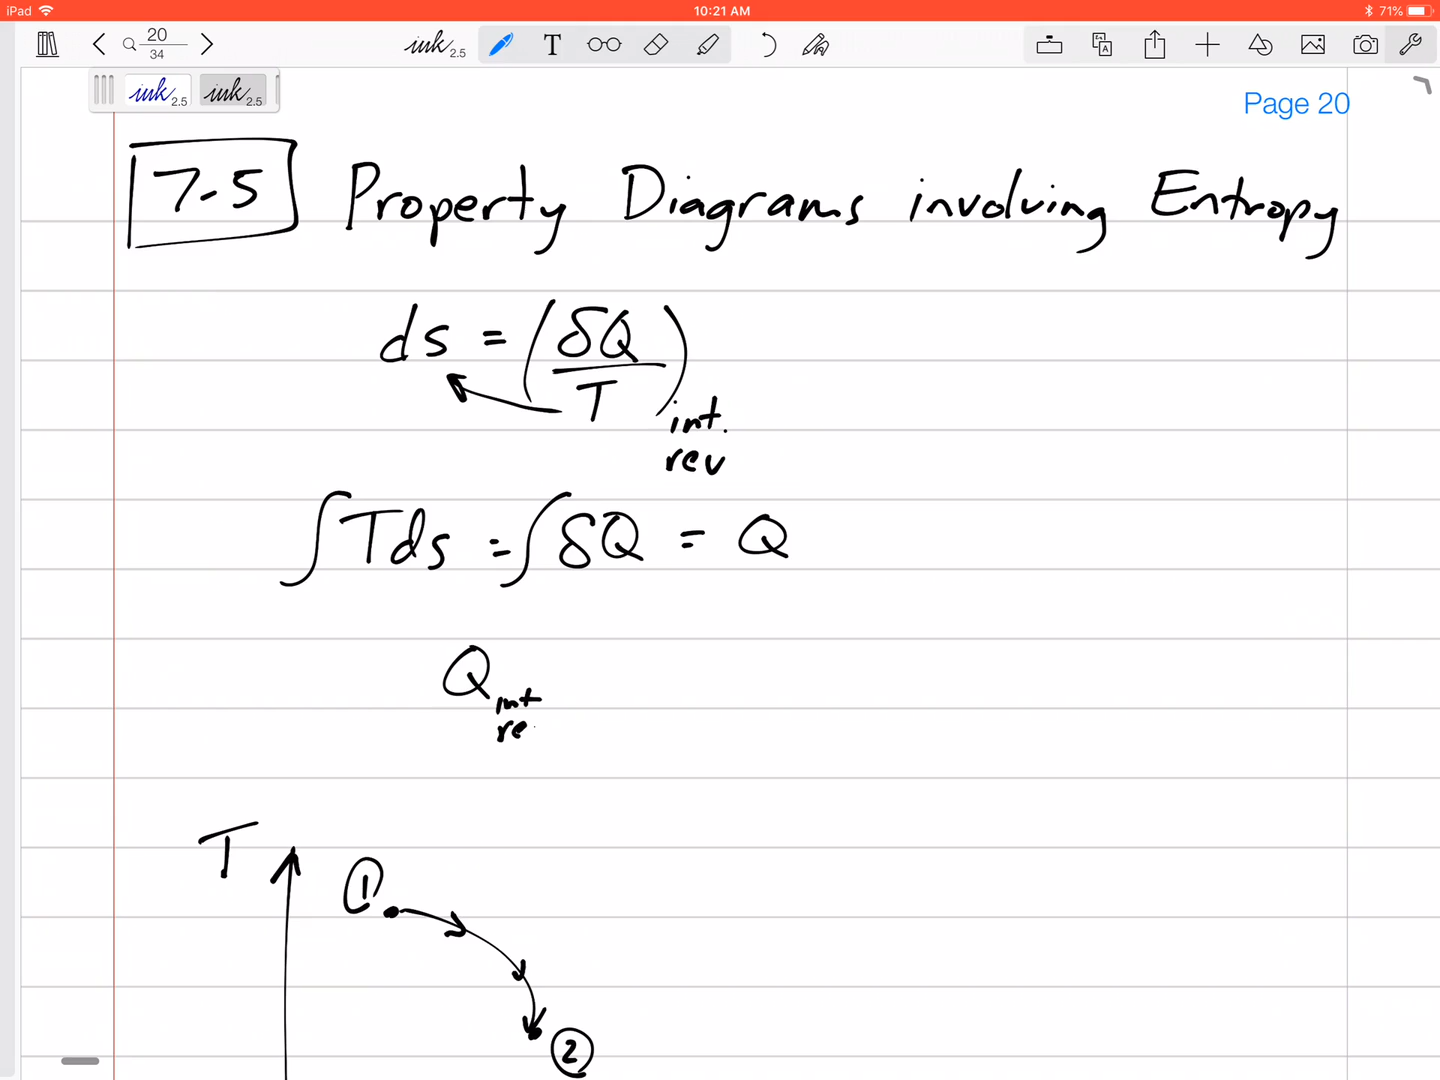 iPad 10:21 AM 71%
20
34
ink 2.5 T
ink 2.5 ink 2.5
Page 20
7-5 Property Diagrams involving Entropy
ds = (δQ/T) int. rev
∫Tds = ∫δQ = Q
Q int re
T
1
2